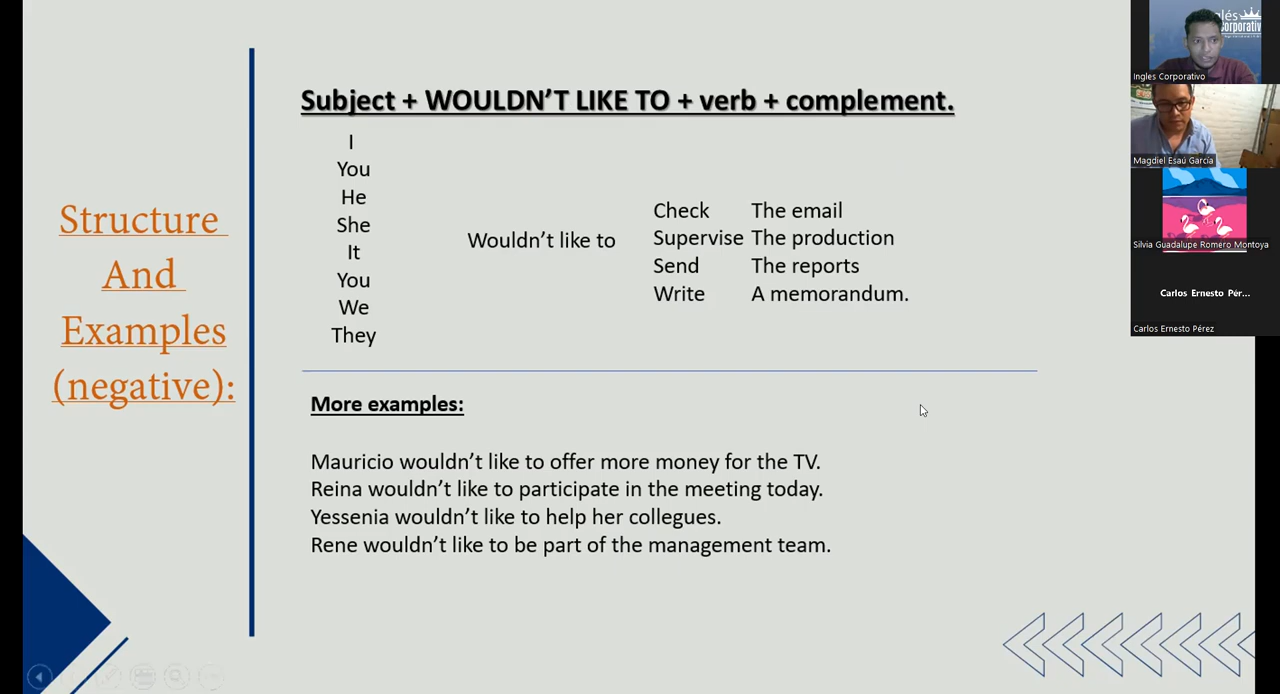 Structure
And
Examples
(negative):
Subject + WOULDN'T LIKE TO + verb + complement.
I
You
He
She
It
You
We
They
Wouldn't like to
Check The email
Supervise The production
Send The reports
Write A memorandum.
More examples:
Mauricio wouldn't like to offer more money for the TV.
Reina wouldn't like to participate in the meeting today.
Yessenia wouldn't like to help her collegues.
Rene wouldn't like to be part of the management team.
Ingles Corporativo
Magdiel Esaú García
Silvia Guadalupe Romero Montoya
Carlos Ernesto Pér...
Carlos Ernesto Pérez